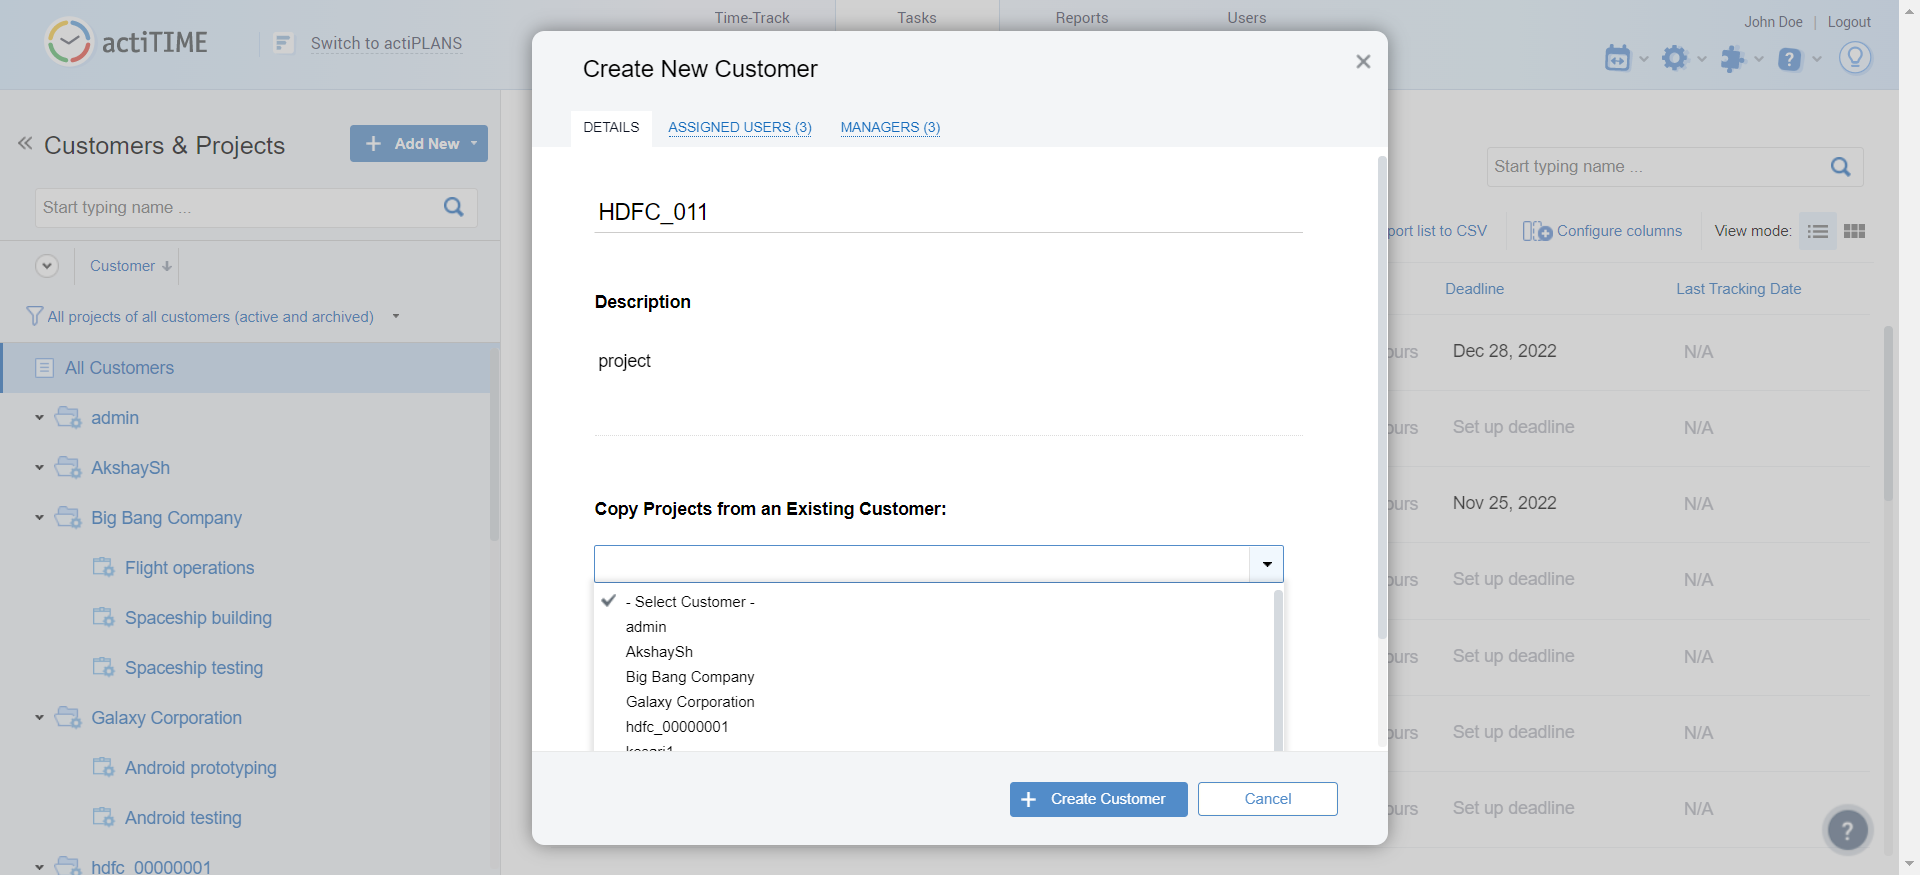 Time-Track
Tasks
Reports
Users
John Doe
Logout
actiTIME
Switch to actiPLANS
Customers & Projects
Add New
Start typing name ...
Customer
All projects of all customers (active and archived)
All Customers
admin
AkshaySh
Big Bang Company
Flight operations
Spaceship building
Spaceship testing
Galaxy Corporation
Android prototyping
Android testing
hdfc_00000001
Create New Customer
DETAILS
ASSIGNED USERS (3)
MANAGERS (3)
HDFC_011
Description
project
Copy Projects from an Existing Customer:
- Select Customer -
admin
AkshaySh
Big Bang Company
Galaxy Corporation
hdfc_00000001
Create Customer
Cancel
Start typing name ...
port list to CSV
Configure columns
View mode:
Deadline
Last Tracking Date
ours Dec 28, 2022 N/A
ours Set up deadline N/A
ours Nov 25, 2022 N/A
ours Set up deadline N/A
ours Set up deadline N/A
ours Set up deadline N/A
ours Set up deadline N/A
?